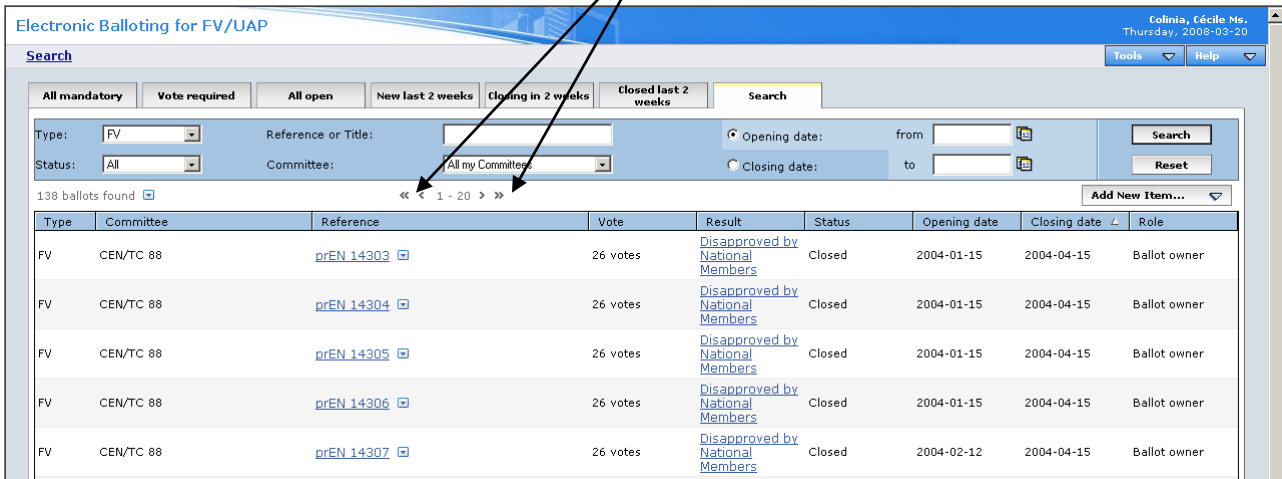 Electronic Balloting for FV/UAP
Colinia, Cécile Ms.
Thursday, 2008-03-20
Search
Tools Help
All mandatory Vote required All open New last 2 weeks Closing in 2 weeks Closed last 2 weeks Search
Type: FV Reference or Title: Opening date: from Search
Status: All Committee: All my Committees Closing date: to Reset
138 ballots found « < 1 - 20 > » Add New Item...
Type Committee Reference Vote Result Status Opening date Closing date Role
FV CEN/TC 88 prEN 14303 26 votes Disapproved by National Members Closed 2004-01-15 2004-04-15 Ballot owner
FV CEN/TC 88 prEN 14304 26 votes Disapproved by National Members Closed 2004-01-15 2004-04-15 Ballot owner
FV CEN/TC 88 prEN 14305 26 votes Disapproved by National Members Closed 2004-01-15 2004-04-15 Ballot owner
FV CEN/TC 88 prEN 14306 26 votes Disapproved by National Members Closed 2004-01-15 2004-04-15 Ballot owner
FV CEN/TC 88 prEN 14307 26 votes Disapproved by National Members Closed 2004-02-12 2004-04-15 Ballot owner